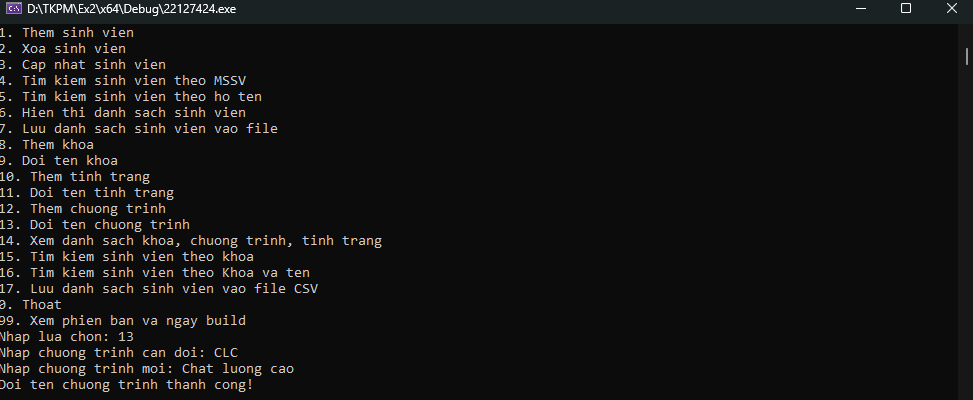 D:\TKPM\Ex2\x64\Debug\22127424.exe
1. Them sinh vien
2. Xoa sinh vien
3. Cap nhat sinh vien
4. Tim kiem sinh vien theo MSSV
5. Tim kiem sinh vien theo ho ten
6. Hien thi danh sach sinh vien
7. Luu danh sach sinh vien vao file
8. Them khoa
9. Doi ten khoa
10. Them tinh trang
11. Doi ten tinh trang
12. Them chuong trinh
13. Doi ten chuong trinh
14. Xem danh sach khoa, chuong trinh, tinh trang
15. Tim kiem sinh vien theo khoa
16. Tim kiem sinh vien theo Khoa va ten
17. Luu danh sach sinh vien vao file CSV
0. Thoat
99. Xem phien ban va ngay build
Nhap lua chon: 13
Nhap chuong trinh can doi: CLC
Nhap chuong trinh moi: Chat luong cao
Doi ten chuong trinh thanh cong!